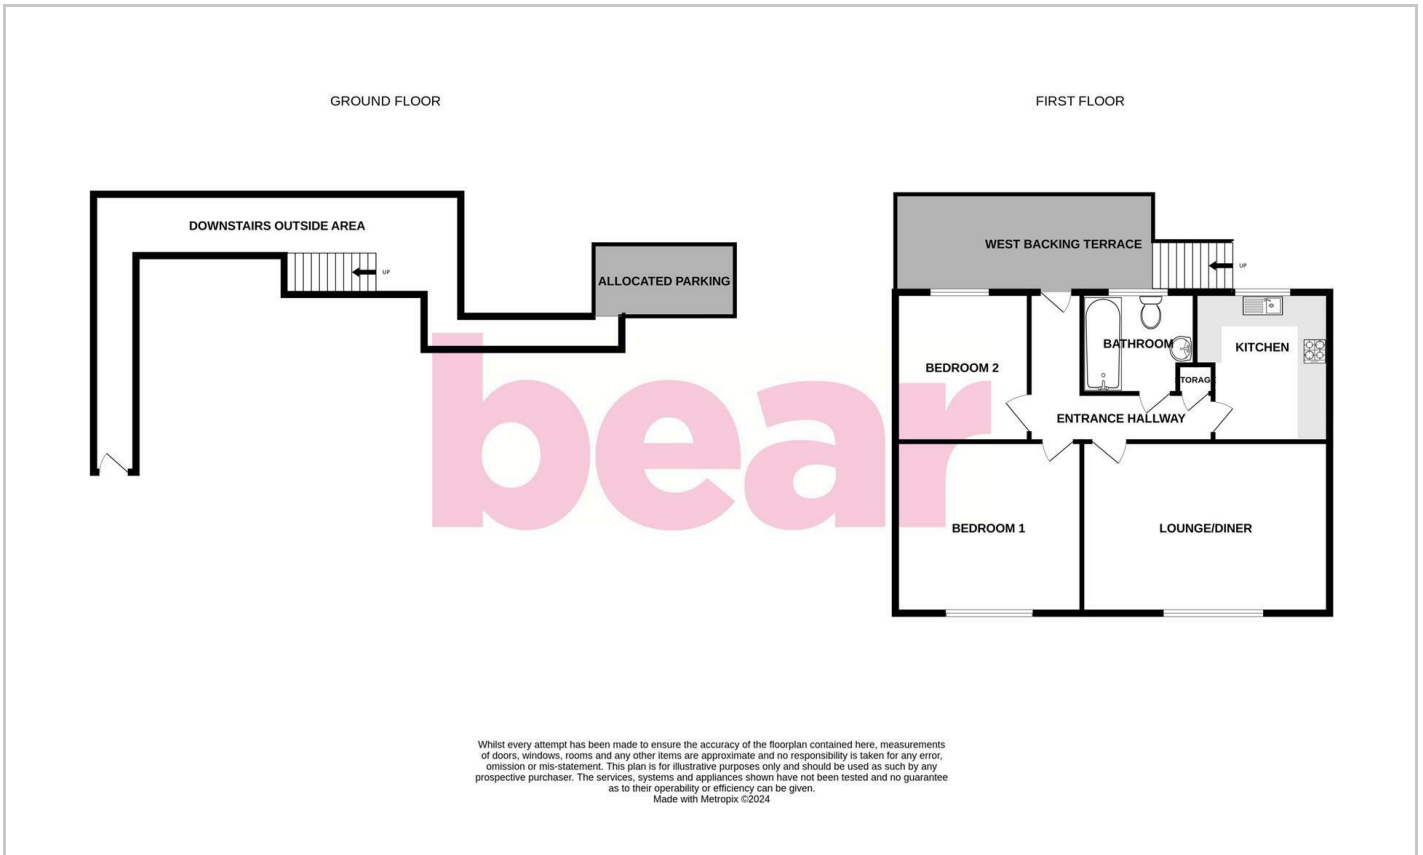 GROUND FLOOR
FIRST FLOOR
DOWNSTAIRS OUTSIDE AREA
UP
ALLOCATED PARKING
WEST BACKING TERRACE
UP
BATHROOM
KITCHEN
BEDROOM 2
TORAG
ENTRANCE HALLWAY
bear
BEDROOM 1
LOUNGE/DINER
Whilst every attempt has been made to ensure the accuracy of the floorplan contained here, measurements
of doors, windows, rooms and any other items are approximate and no responsibility is taken for any error,
omission or mis-statement. This plan is for illustrative purposes only and should be used as such by any
prospective purchaser. The services, systems and appliances shown have not been tested and no guarantee
as to their operability or efficiency can be given.
Made with Metropix ©2024